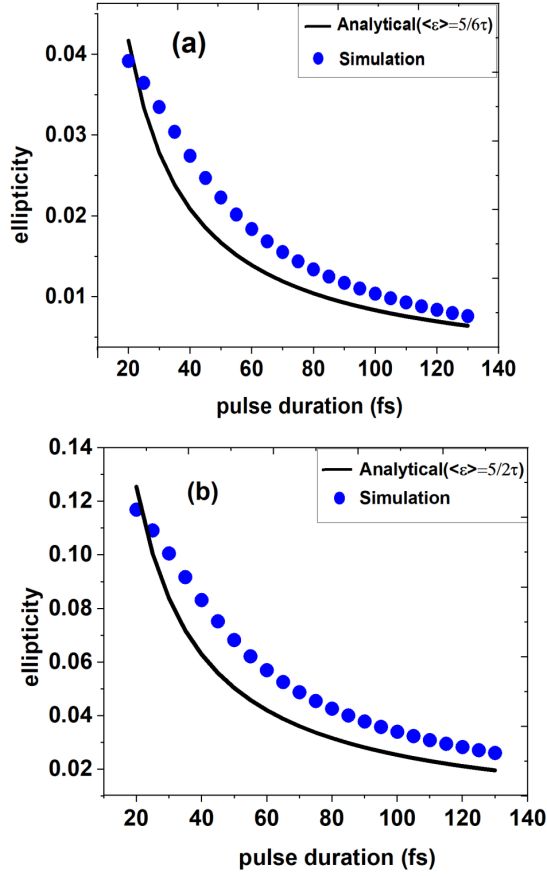 (a)
Analytical(<ε>=5/6τ)
Simulation
0.04
0.03
0.02
0.01
ellipticity
20 40 60 80 100 120 140
pulse duration (fs)
(b)
Analytical(<ε>=5/2τ)
Simulation
0.14
0.12
0.10
0.08
0.06
0.04
0.02
ellipticity
20 40 60 80 100 120 140
pulse duration (fs)